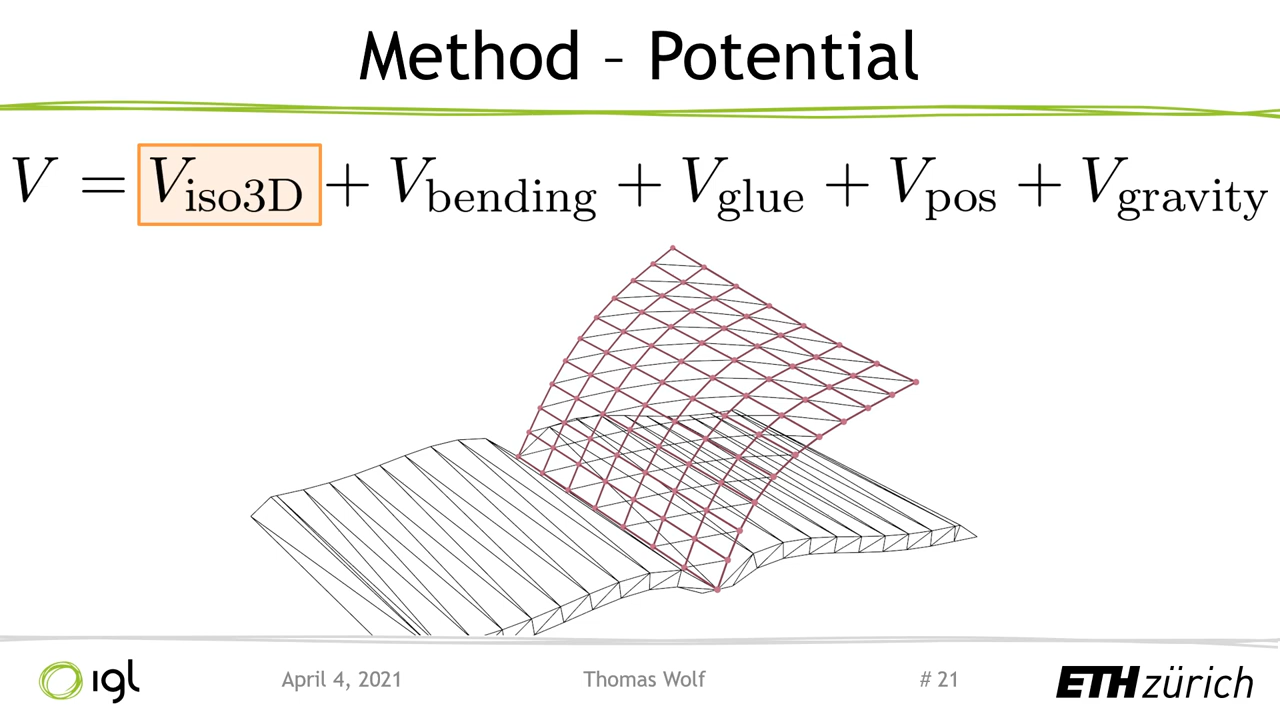 Method – Potential
V = V_iso3D + V_bending + V_glue + V_pos + V_gravity
igl
April 4, 2021
Thomas Wolf
# 21
ETH zürich